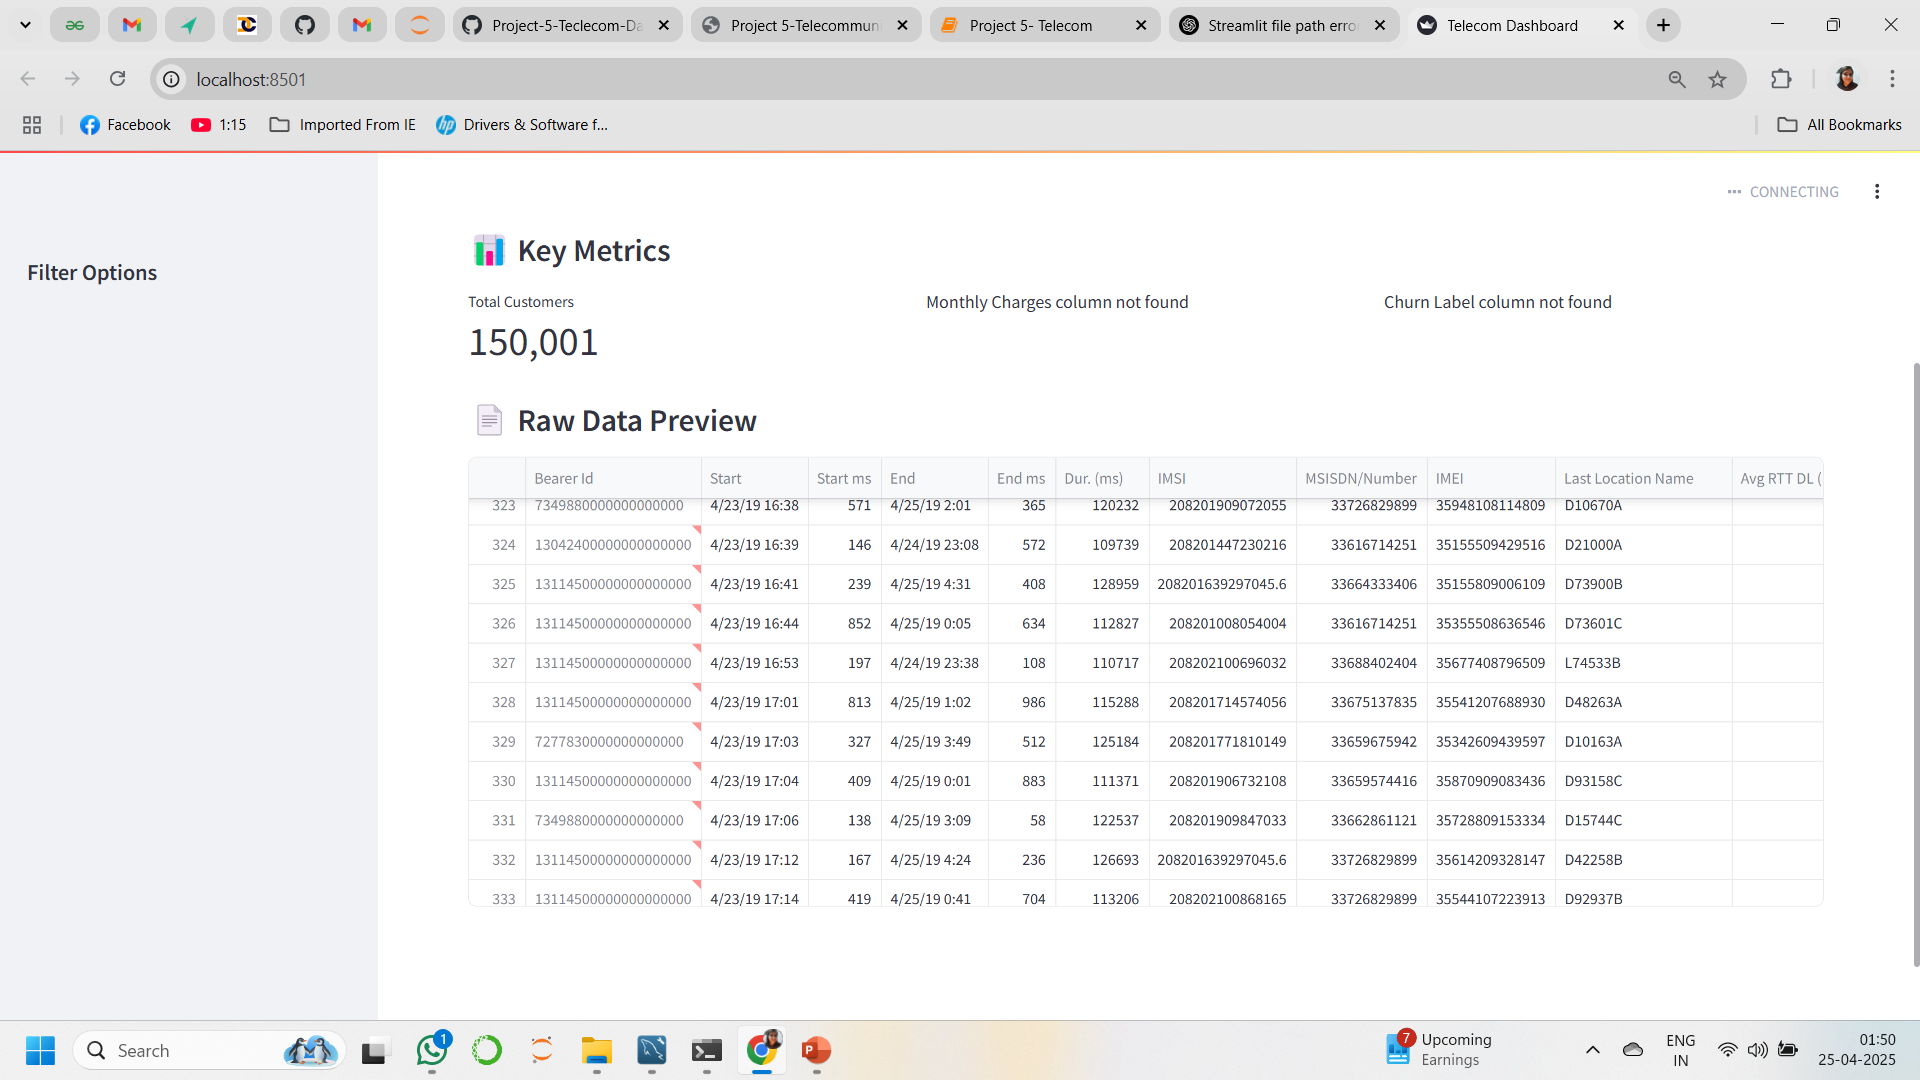 Project-5-Teclecom-Da
Project 5-Telecommuni
Project 5- Telecom
Streamlit file path erro
Telecom Dashboard
localhost:8501
Facebook
1:15
Imported From IE
Drivers & Software f...
All Bookmarks
CONNECTING
Filter Options
Key Metrics
Total Customers
150,001
Monthly Charges column not found
Churn Label column not found
Raw Data Preview
Bearer Id Start Start ms End End ms Dur. (ms) IMSI MSISDN/Number IMEI Last Location Name Avg RTT DL (
323 7349880000000000000 4/23/19 16:38 571 4/25/19 2:01 365 120232 208201909072055 33726829899 35948108114809 D10670A
324 13042400000000000000 4/23/19 16:39 146 4/24/19 23:08 572 109739 208201447230216 33616714251 35155509429516 D21000A
325 13114500000000000000 4/23/19 16:41 239 4/25/19 4:31 408 128959 208201639297045.6 33664333406 35155809006109 D73900B
326 13114500000000000000 4/23/19 16:44 852 4/25/19 0:05 634 112827 208201008054004 33616714251 35355508636546 D73601C
327 13114500000000000000 4/23/19 16:53 197 4/24/19 23:38 108 110717 208202100696032 33688402404 35677408796509 L74533B
328 13114500000000000000 4/23/19 17:01 813 4/25/19 1:02 986 115288 208201714574056 33675137835 35541207688930 D48263A
329 7277830000000000000 4/23/19 17:03 327 4/25/19 3:49 512 125184 208201771810149 33659675942 35342609439597 D10163A
330 13114500000000000000 4/23/19 17:04 409 4/25/19 0:01 883 111371 208201906732108 33659574416 35870909083436 D93158C
331 7349880000000000000 4/23/19 17:06 138 4/25/19 3:09 58 122537 208201909847033 33662861121 35728809153334 D15744C
332 13114500000000000000 4/23/19 17:12 167 4/25/19 4:24 236 126693 208201639297045.6 33726829899 35614209328147 D42258B
333 13114500000000000000 4/23/19 17:14 419 4/25/19 0:41 704 113206 208202100868165 33726829899 35544107223913 D92937B
Search
1
7
Upcoming
Earnings
ENG
IN
01:50
25-04-2025